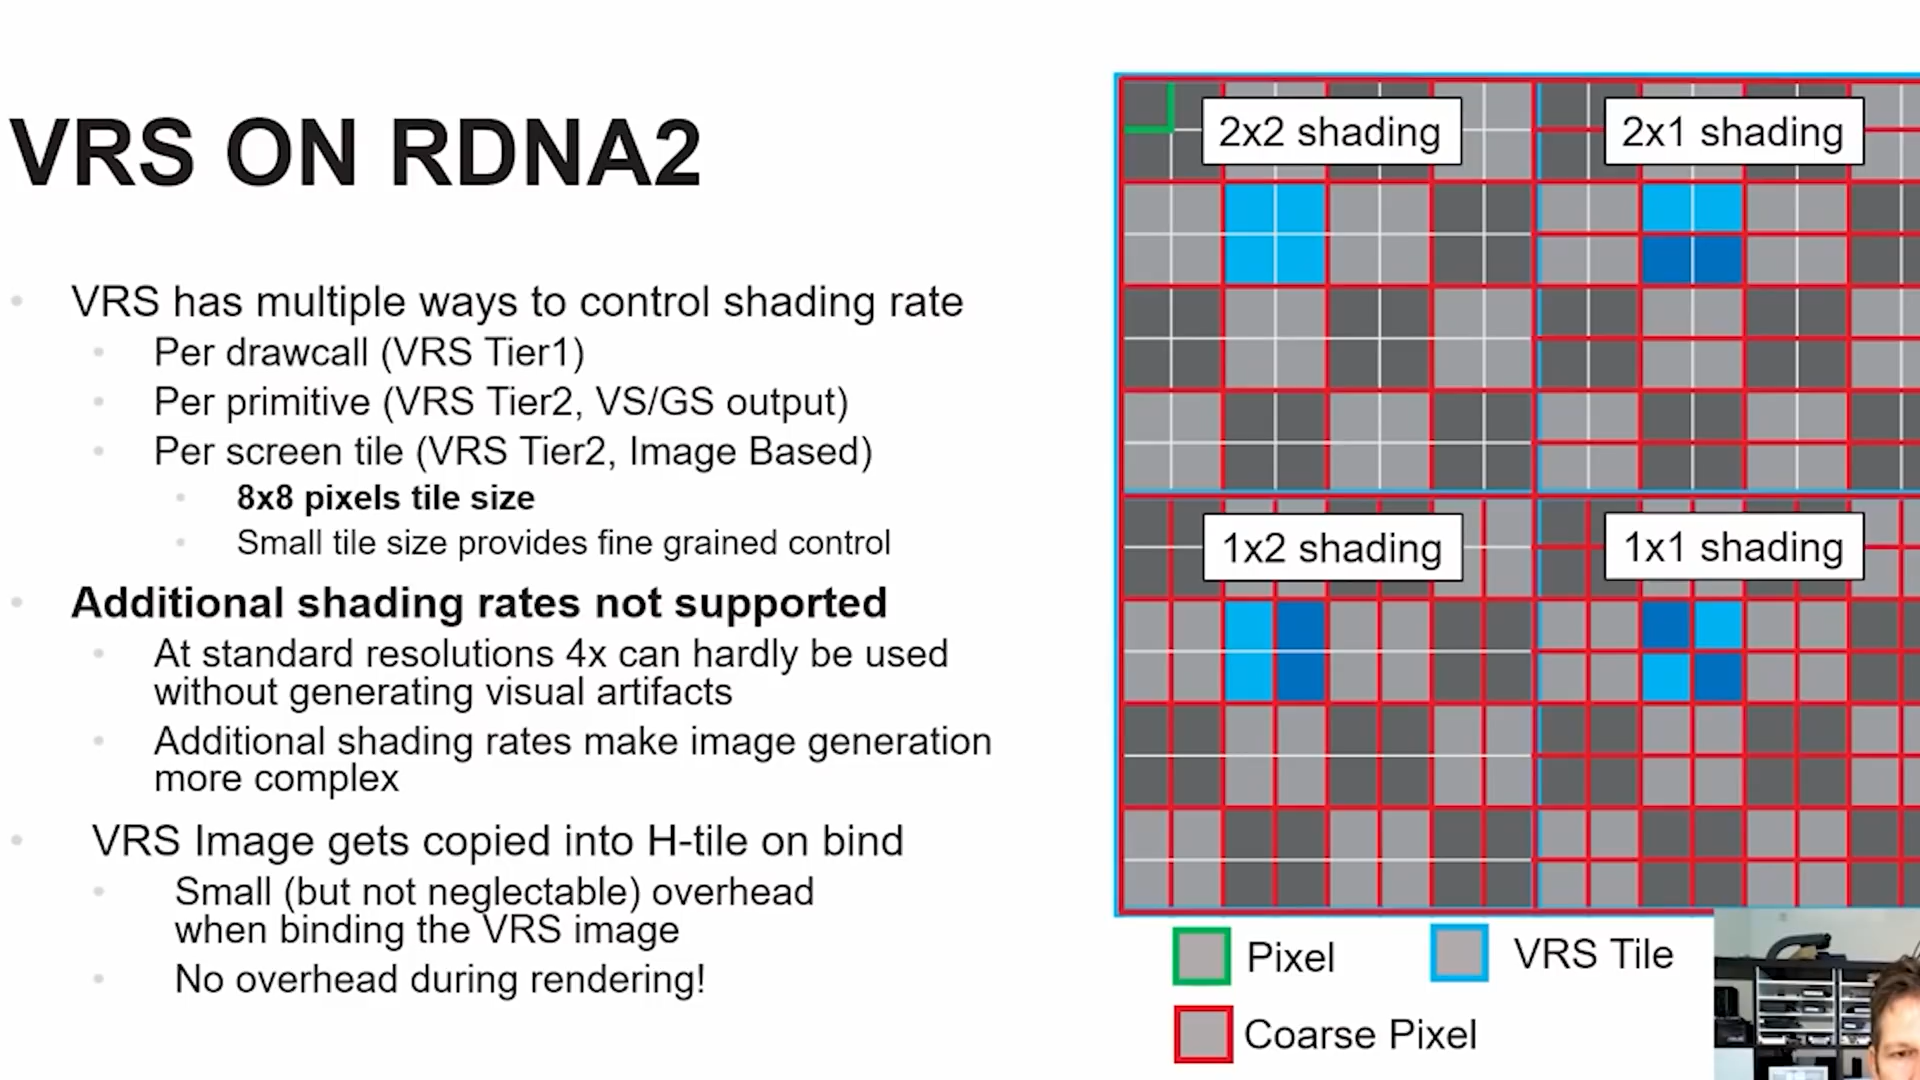 VRS ON RDNA2
VRS has multiple ways to control shading rate
Per drawcall (VRS Tier1)
Per primitive (VRS Tier2, VS/GS output)
Per screen tile (VRS Tier2, Image Based)
8x8 pixels tile size
Small tile size provides fine grained control
Additional shading rates not supported
At standard resolutions 4x can hardly be used
without generating visual artifacts
Additional shading rates make image generation
more complex
VRS Image gets copied into H-tile on bind
Small (but not neglectable) overhead
when binding the VRS image
No overhead during rendering!
2x2 shading
2x1 shading
1x2 shading
1x1 shading
Pixel
VRS Tile
Coarse Pixel